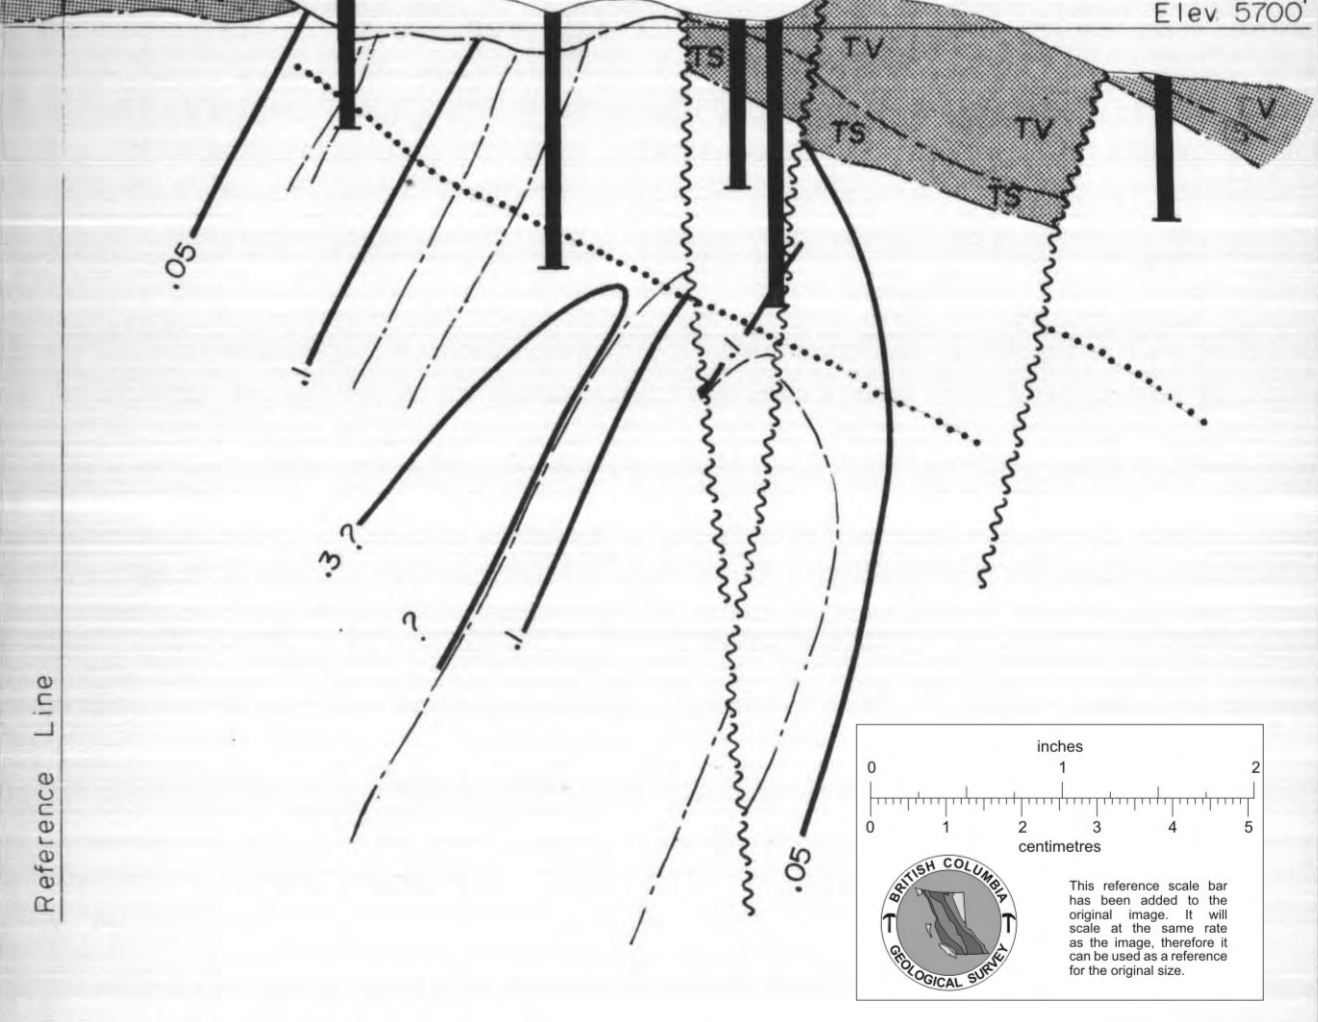 Elev. 5700'
TS
TV
TS
TV
TS
TV
.05
.1
.1
.3 ?
?
.1
.05
Reference Line
inches
0 1 2
0 1 2 3 4 5
centimetres
BRITISH COLUMBIA
GEOLOGICAL SURVEY
This reference scale bar
has been added to the
original image. It will
scale at the same rate
as the image, therefore it
can be used as a reference
for the original size.